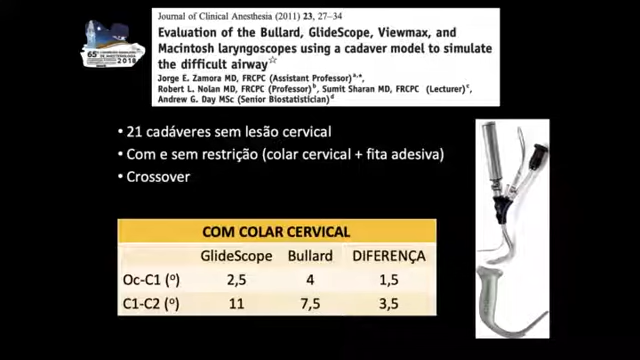 Journal of Clinical Anesthesia (2011) 23, 27–34
Evaluation of the Bullard, GlideScope, Viewmax, and
Macintosh laryngoscopes using a cadaver model to simulate
the difficult airway☆
Jorge E. Zamora MD, FRCPC (Assistant Professor)ᵃ,*,
Robert L. Nolan MD, FRCPC (Professor)ᵇ, Sumit Sharan MD, FRCPC (Lecturer)ᶜ,
Andrew G. Day MSc (Senior Biostatistician)ᵈ
65º
2018
• 21 cadáveres sem lesão cervical
• Com e sem restrição (colar cervical + fita adesiva)
• Crossover
COM COLAR CERVICAL
GlideScope Bullard DIFERENÇA
Oc-C1 (º) 2,5 4 1,5
C1-C2 (º) 11 7,5 3,5